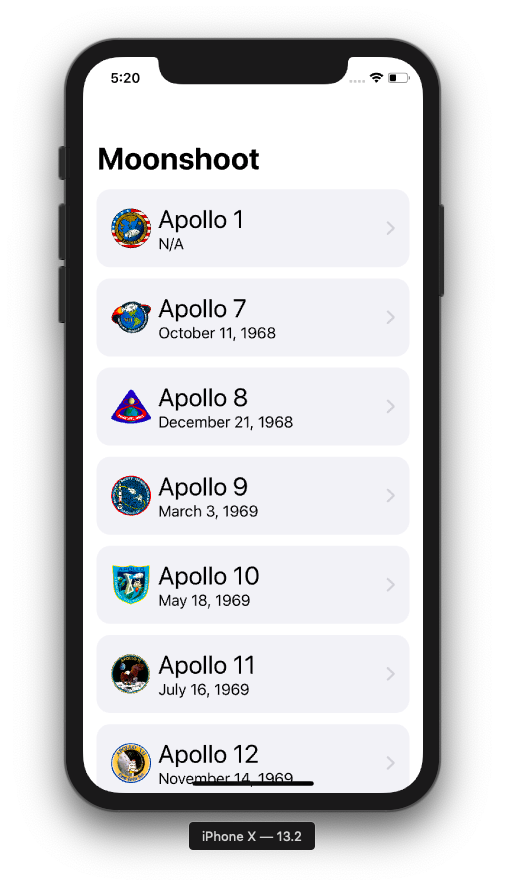 5:20
Moonshoot
Apollo 1
N/A
Apollo 7
October 11, 1968
Apollo 8
December 21, 1968
Apollo 9
March 3, 1969
Apollo 10
May 18, 1969
Apollo 11
July 16, 1969
Apollo 12
November 14, 1969
iPhone X — 13.2